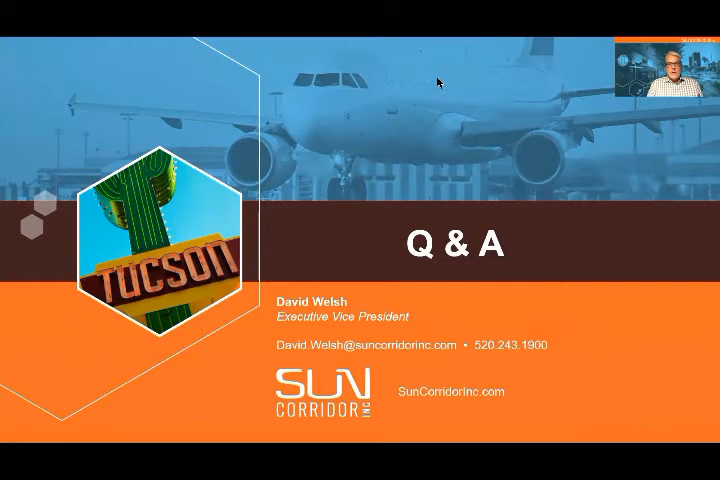 TUCSON
Q & A
David Welsh
Executive Vice President
David.Welsh@suncorridorinc.com • 520.243.1900
SUN
CORRIDOR INC
SunCorridorInc.com